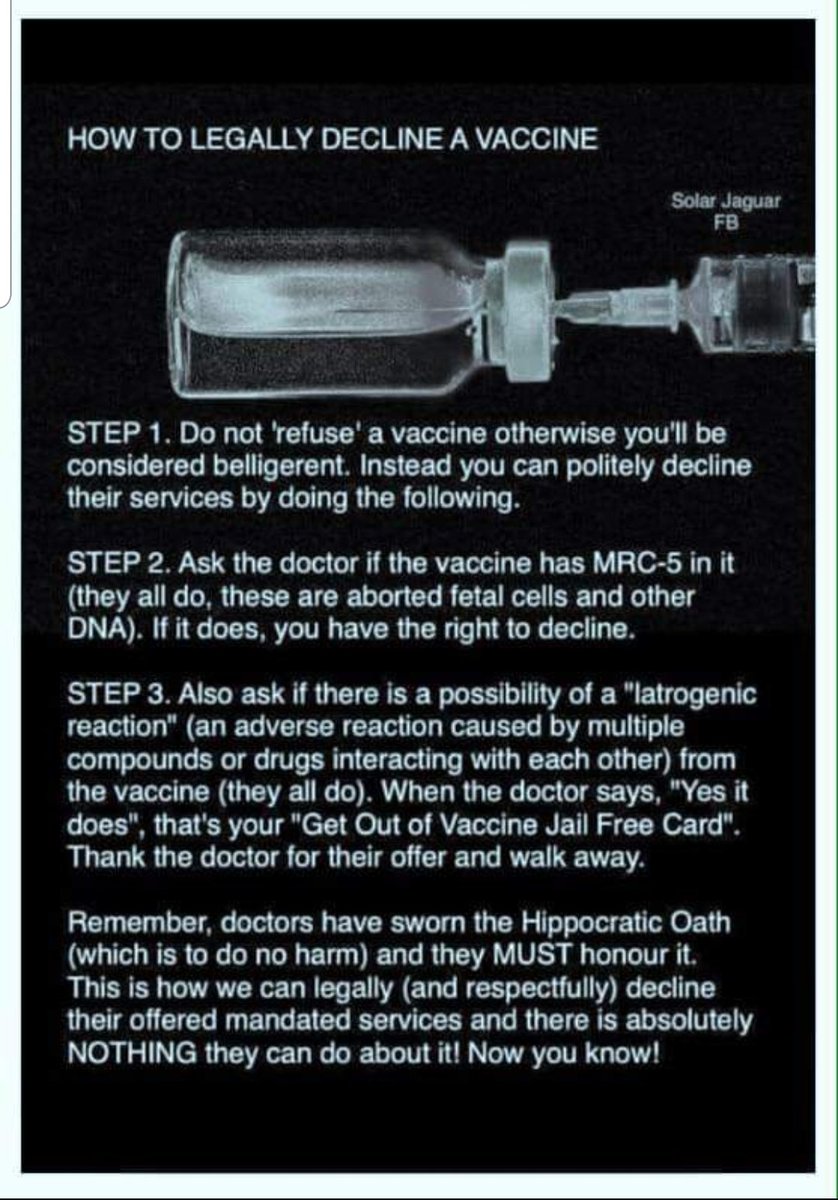 HOW TO LEGALLY DECLINE A VACCINE
Solar Jaguar
FB
STEP 1. Do not 'refuse' a vaccine otherwise you'll be
considered belligerent. Instead you can politely decline
their services by doing the following.
STEP 2. Ask the doctor if the vaccine has MRC-5 in it
(they all do, these are aborted fetal cells and other
DNA). If it does, you have the right to decline.
STEP 3. Also ask if there is a possibility of a "Iatrogenic
reaction" (an adverse reaction caused by multiple
compounds or drugs interacting with each other) from
the vaccine (they all do). When the doctor says, "Yes it
does", that's your "Get Out of Vaccine Jail Free Card".
Thank the doctor for their offer and walk away.
Remember, doctors have sworn the Hippocratic Oath
(which is to do no harm) and they MUST honour it.
This is how we can legally (and respectfully) decline
their offered mandated services and there is absolutely
NOTHING they can do about it! Now you know!